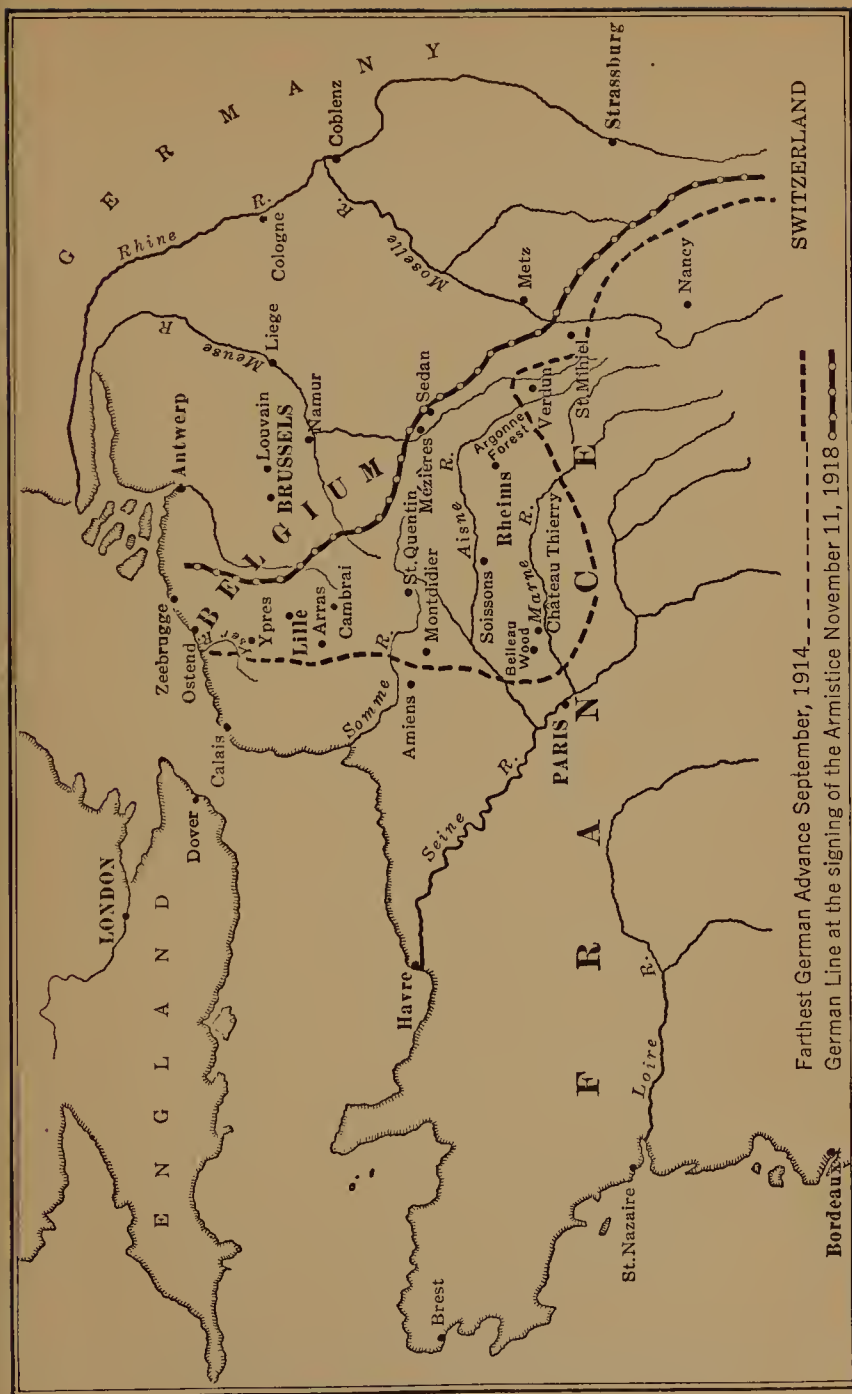 GERMANY
ENGLAND
LONDON
Dover
Calais
Zeebrugge
Ostend
Antwerp
BELGIUM
Louvain
BRUSSELS
Liege
Namur
Meuse R
Rhine R.
Cologne
Coblenz
Moselle R.
Yser
Ypres
Lille
Arras
Cambrai
Somme R.
Amiens
Montdidier
St.Quentin
Mézières
Sedan
Metz
Strassburg
Nancy
Aisne R.
Soissons
Rheims
Argonne
Forest
Verdun
St.Mihiel
Belleau
Wood
Marne R.
Château Thierry
PARIS
Seine R.
Havre
FRANCE
Brest
St.Nazaire
Loire R.
Bordeaux
SWITZERLAND
Farthest German Advance September, 1914
German Line at the signing of the Armistice November 11, 1918